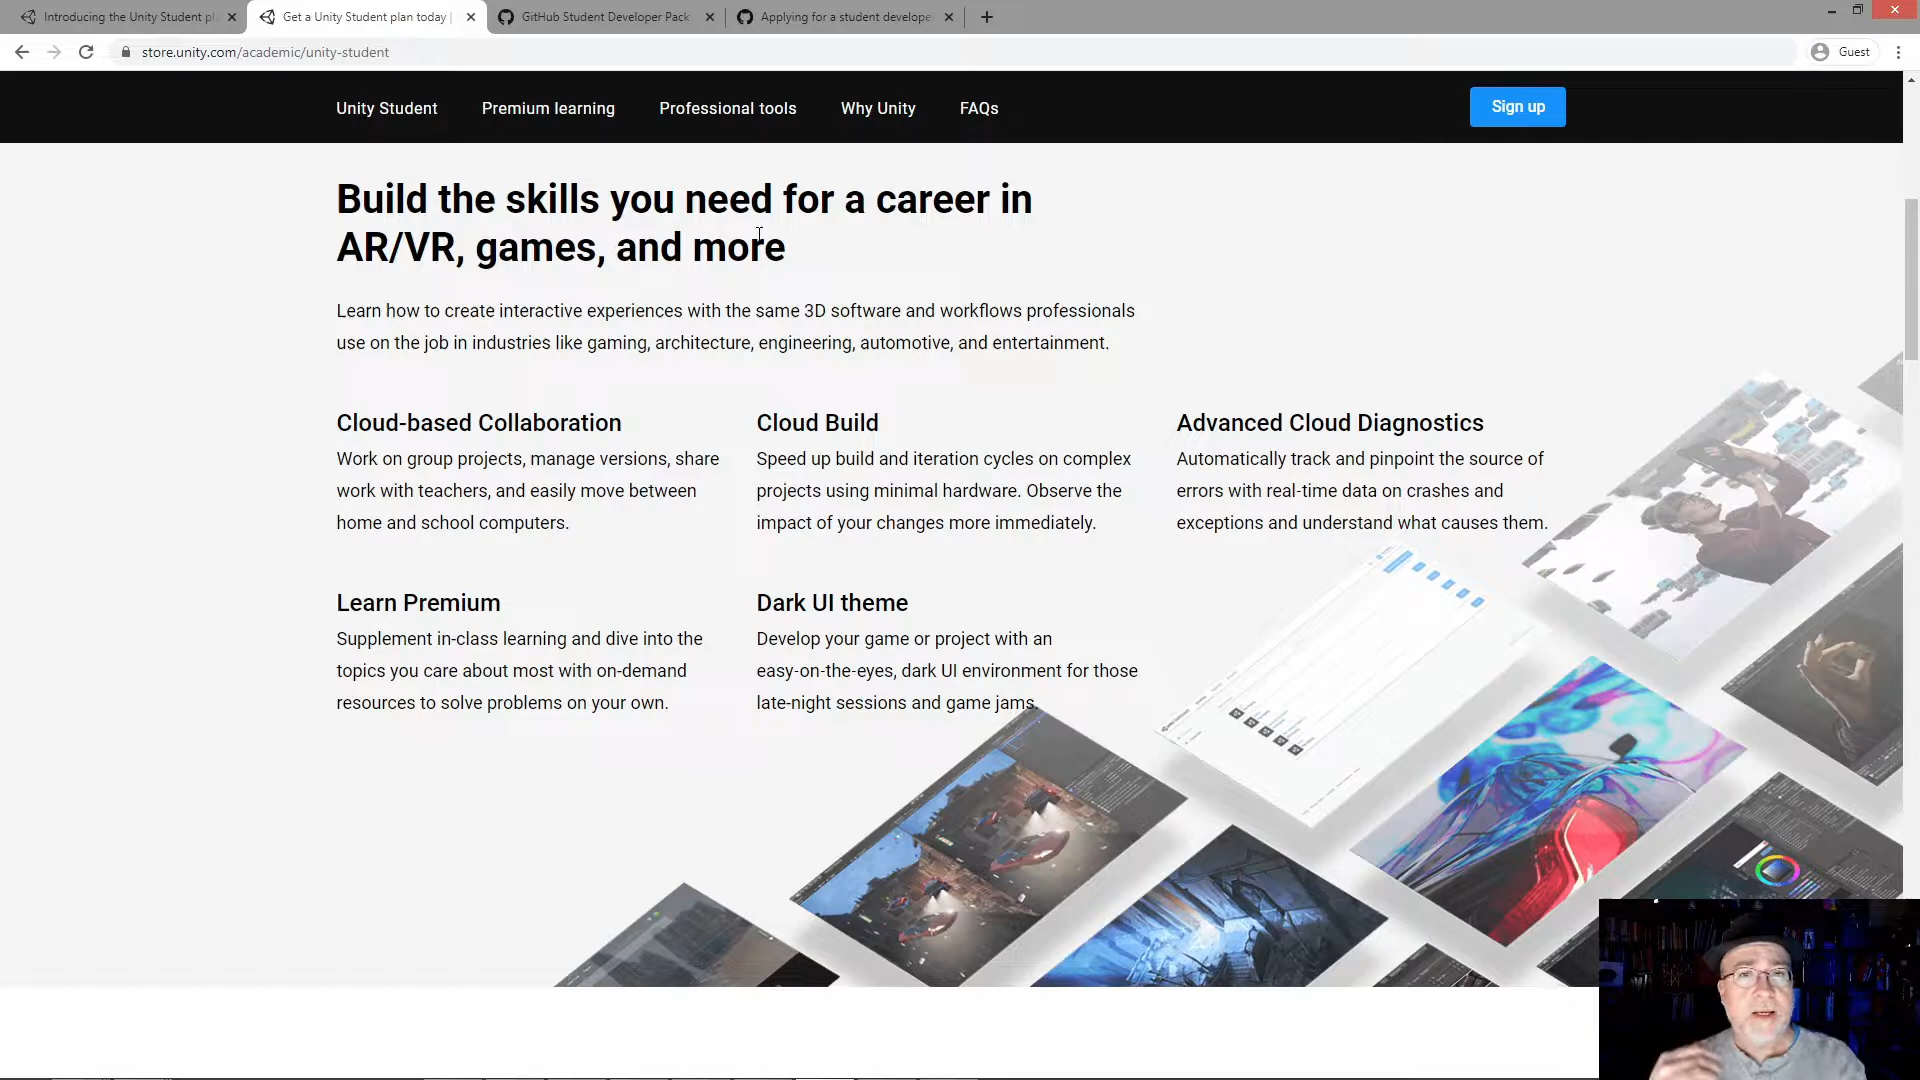 Introducing the Unity Student pl
Get a Unity Student plan today |
GitHub Student Developer Pack
Applying for a student develope
store.unity.com/academic/unity-student
Guest
Unity Student
Premium learning
Professional tools
Why Unity
FAQs
Sign up
Build the skills you need for a career in
AR/VR, games, and more
Learn how to create interactive experiences with the same 3D software and workflows professionals
use on the job in industries like gaming, architecture, engineering, automotive, and entertainment.
Cloud-based Collaboration
Work on group projects, manage versions, share
work with teachers, and easily move between
home and school computers.
Cloud Build
Speed up build and iteration cycles on complex
projects using minimal hardware. Observe the
impact of your changes more immediately.
Advanced Cloud Diagnostics
Automatically track and pinpoint the source of
errors with real-time data on crashes and
exceptions and understand what causes them.
Learn Premium
Supplement in-class learning and dive into the
topics you care about most with on-demand
resources to solve problems on your own.
Dark UI theme
Develop your game or project with an
easy-on-the-eyes, dark UI environment for those
late-night sessions and game jams.